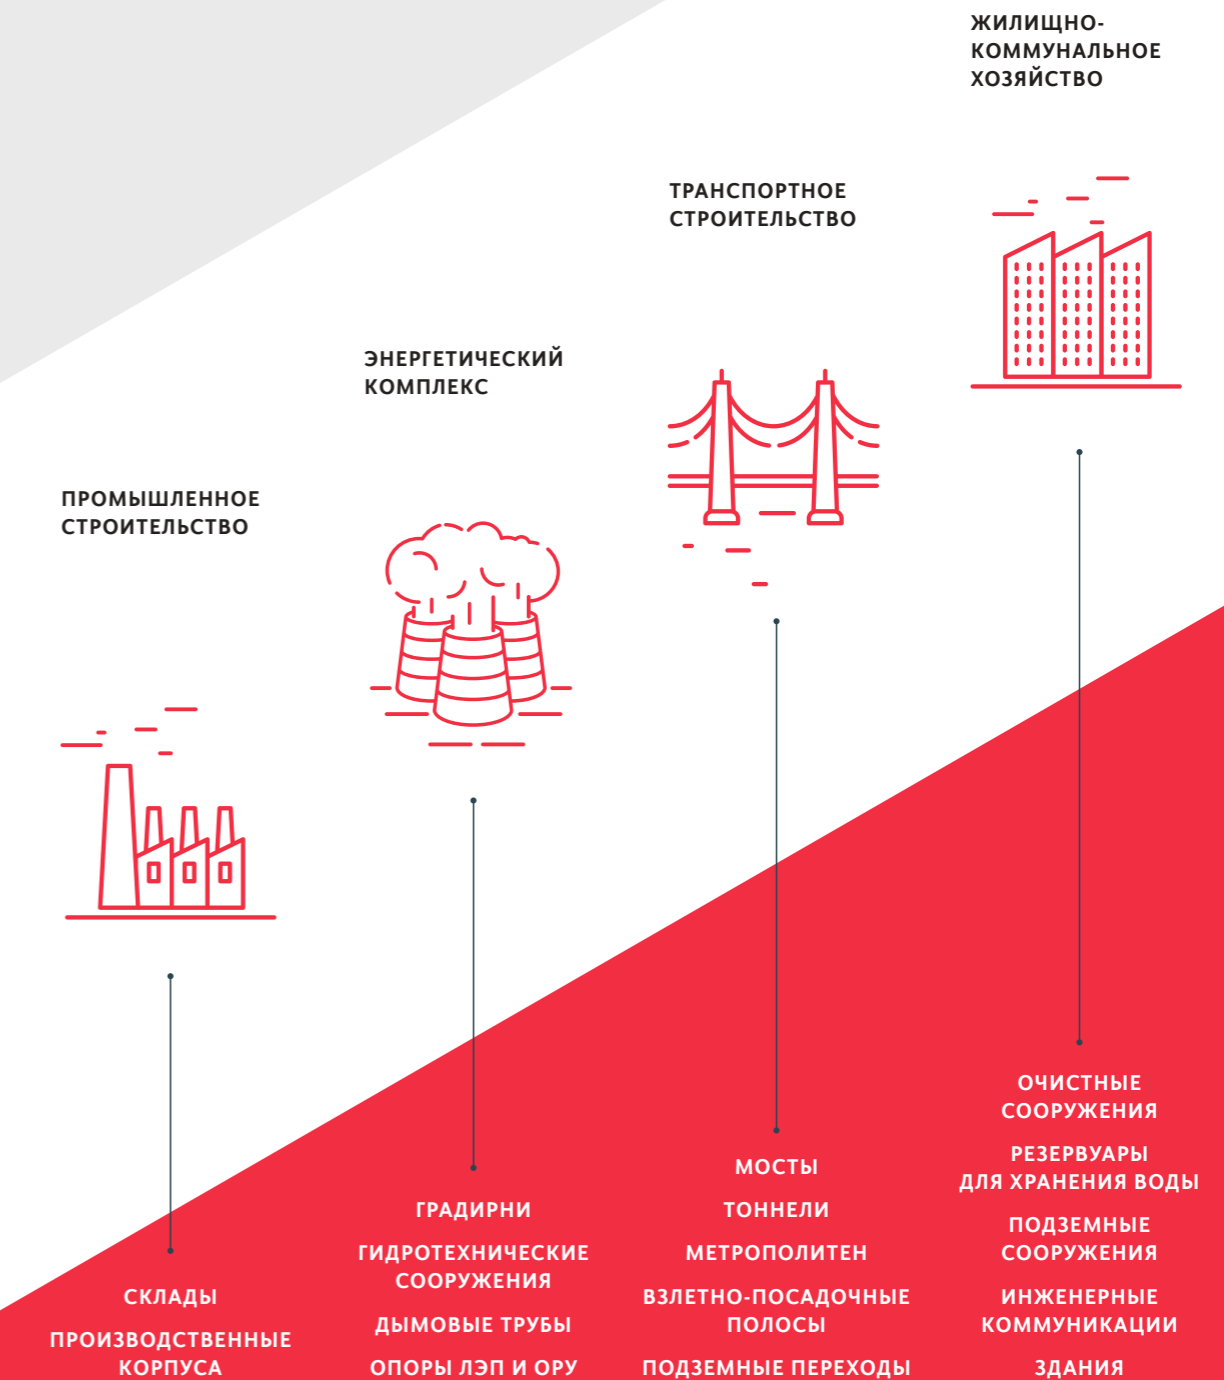 ЖИЛИЩНО-
КОММУНАЛЬНОЕ
ХОЗЯЙСТВО
ТРАНСПОРТНОЕ
СТРОИТЕЛЬСТВО
ЭНЕРГЕТИЧЕСКИЙ
КОМПЛЕКС
ПРОМЫШЛЕННОЕ
СТРОИТЕЛЬСТВО
СКЛАДЫ
ПРОИЗВОДСТВЕННЫЕ
КОРПУСА
ГРАДИРНИ
ГИДРОТЕХНИЧЕСКИЕ
СООРУЖЕНИЯ
ДЫМОВЫЕ ТРУБЫ
ОПОРЫ ЛЭП И ОРУ
МОСТЫ
ТОННЕЛИ
МЕТРОПОЛИТЕН
ВЗЛЕТНО-ПОСАДОЧНЫЕ
ПОЛОСЫ
ПОДЗЕМНЫЕ ПЕРЕХОДЫ
ОЧИСТНЫЕ
СООРУЖЕНИЯ
РЕЗЕРВУАРЫ
ДЛЯ ХРАНЕНИЯ ВОДЫ
ПОДЗЕМНЫЕ
СООРУЖЕНИЯ
ИНЖЕНЕРНЫЕ
КОММУНИКАЦИИ
ЗДАНИЯ